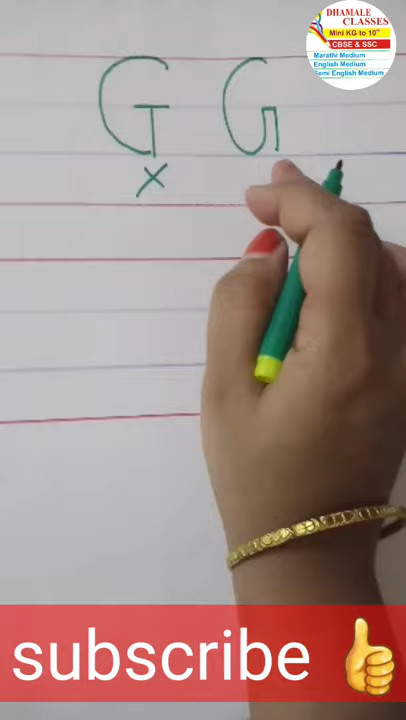 DHAMALE
CLASSES
Mini KG to 10th
CBSE & SSC
Marathi Medium
English Medium
Semi English Medium
G G
×
subscribe